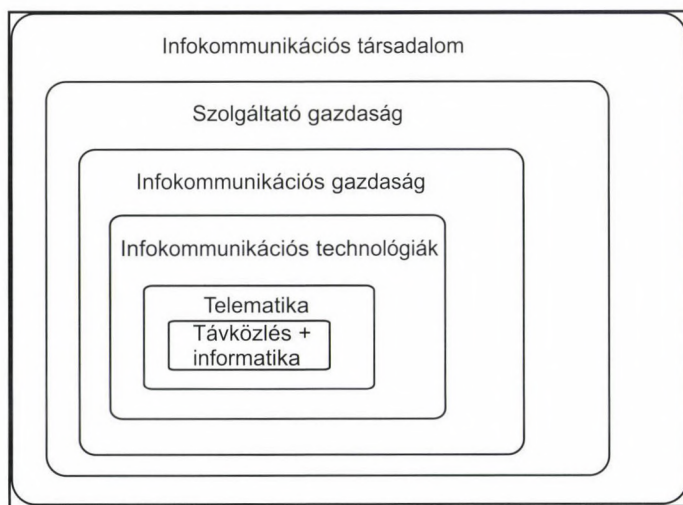 Infokommunikációs társadalom
Szolgáltató gazdaság
Infokommunikációs gazdaság
Infokommunikációs technológiák
Telematika
Távközlés +
informatika